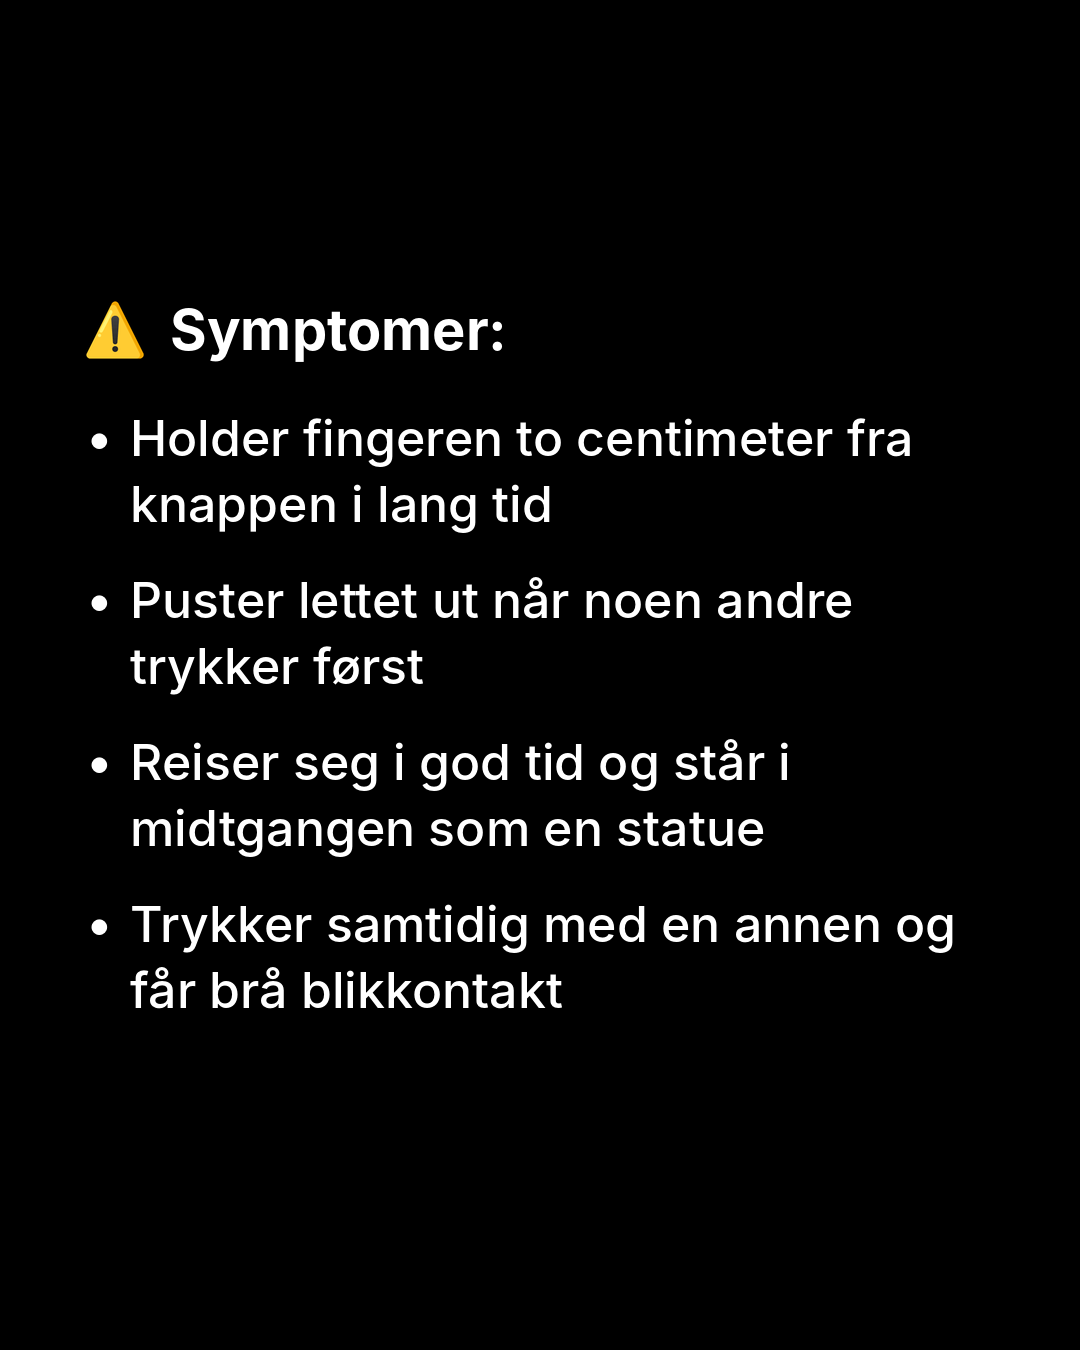 ⚠️ Symptomer:
• Holder fingeren to centimeter fra
knappen i lang tid
• Puster lettet ut når noen andre
trykker først
• Reiser seg i god tid og står i
midtgangen som en statue
• Trykker samtidig med en annen og
får brå blikkontakt